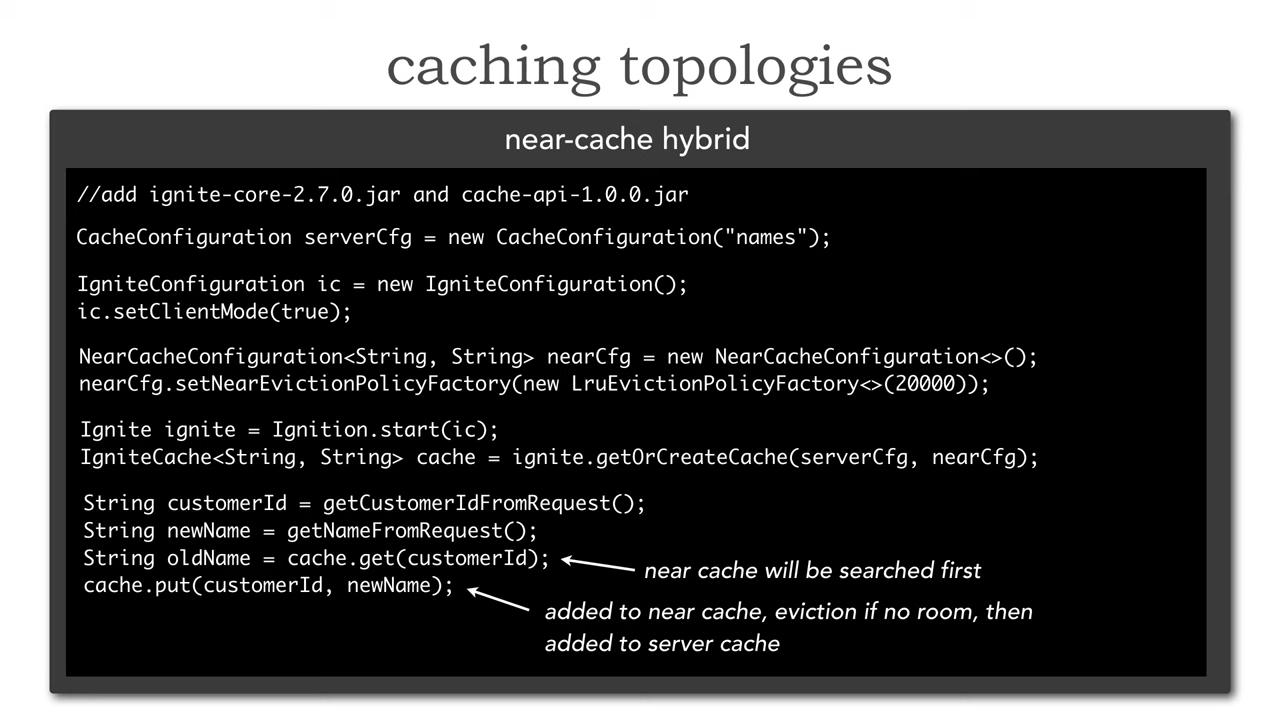 caching topologies
near-cache hybrid
//add ignite-core-2.7.0.jar and cache-api-1.0.0.jar
CacheConfiguration serverCfg = new CacheConfiguration("names");
IgniteConfiguration ic = new IgniteConfiguration();
ic.setClientMode(true);
NearCacheConfiguration<String, String> nearCfg = new NearCacheConfiguration<>();
nearCfg.setNearEvictionPolicyFactory(new LruEvictionPolicyFactory<>(20000));
Ignite ignite = Ignition.start(ic);
IgniteCache<String, String> cache = ignite.getOrCreateCache(serverCfg, nearCfg);
String customerId = getCustomerIdFromRequest();
String newName = getNameFromRequest();
String oldName = cache.get(customerId);
near cache will be searched first
cache.put(customerId, newName);
added to near cache, eviction if no room, then
added to server cache